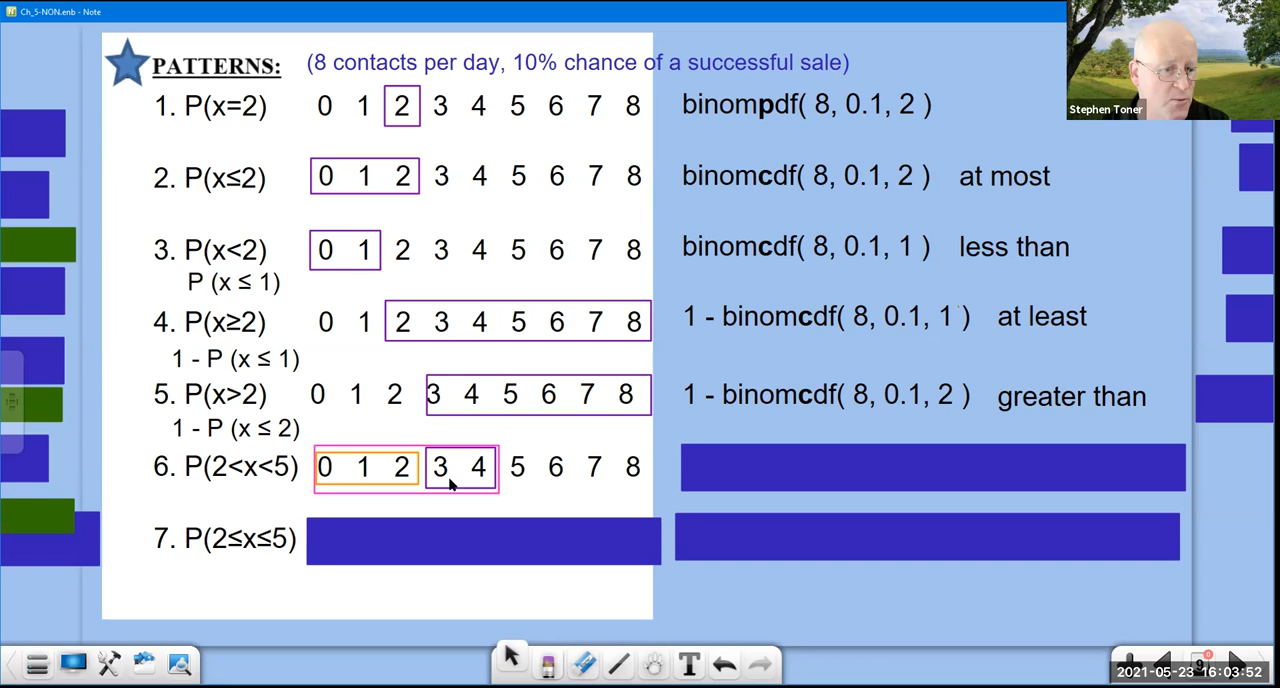 Ch_5-NON.enb - Note
PATTERNS: (8 contacts per day, 10% chance of a successful sale)
Stephen Toner
1. P(x=2) 0 1 2 3 4 5 6 7 8 binompdf( 8, 0.1, 2 )
2. P(x≤2) 0 1 2 3 4 5 6 7 8 binomcdf( 8, 0.1, 2 ) at most
3. P(x<2) 0 1 2 3 4 5 6 7 8 binomcdf( 8, 0.1, 1 ) less than
P (x ≤ 1)
4. P(x≥2) 0 1 2 3 4 5 6 7 8 1 - binomcdf( 8, 0.1, 1 ) at least
1 - P (x ≤ 1)
5. P(x>2) 0 1 2 3 4 5 6 7 8 1 - binomcdf( 8, 0.1, 2 ) greater than
1 - P (x ≤ 2)
6. P(2<x<5) 0 1 2 3 4 5 6 7 8
7. P(2≤x≤5)
2021-05-23 16:03:52